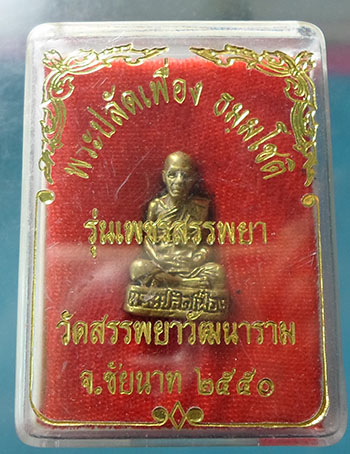 พระปลัดเฟื่อง ธมฺมโชติ
รุ่นเพชรสรรพยา
พระปลัดเฟื่อง
วัดสรรพยาวัฒนาราม
จ.ชัยนาท ๒๕๕๑